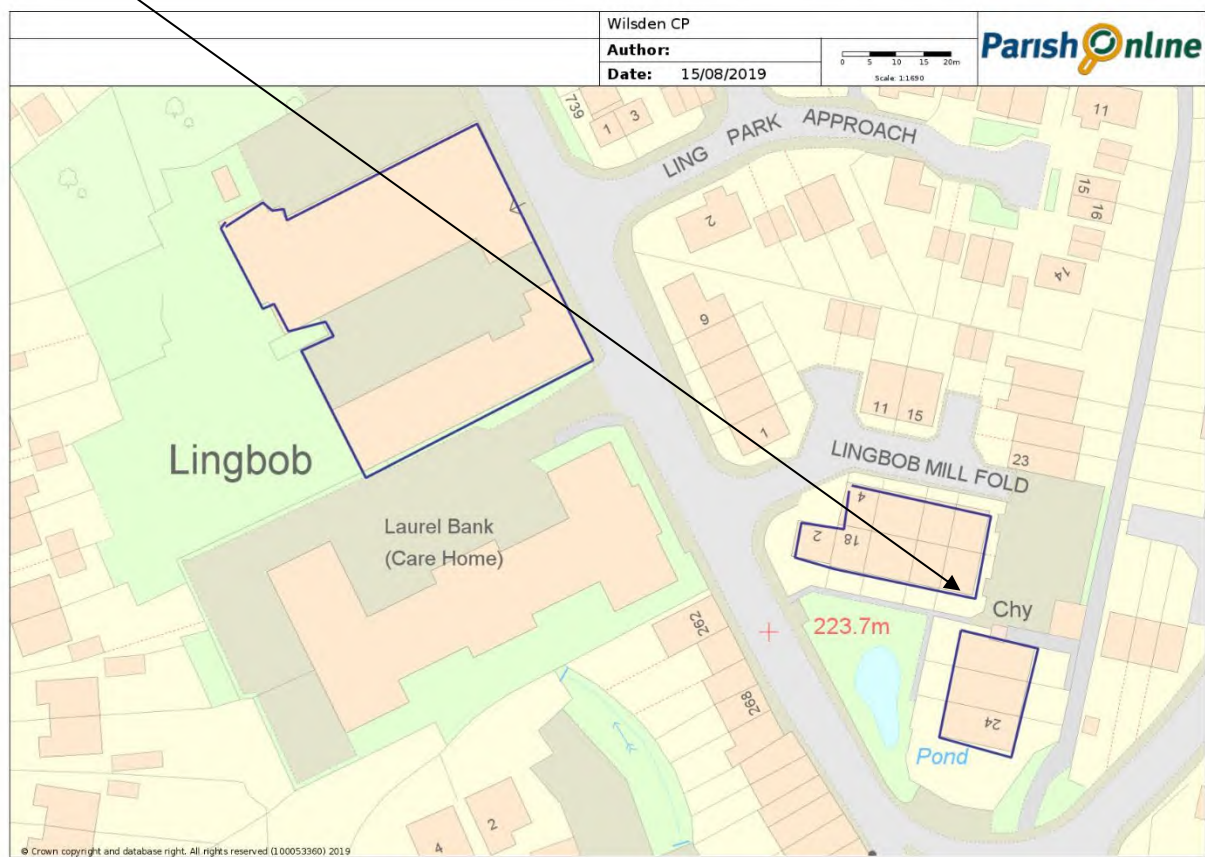 Wilsden CP
Author:
Date: 15/08/2019
0 5 10 15 20m
Scale: 1:1690
Parish Online
739
1
3
LING PARK APPROACH
11
2
15
16
14
9
1
11
15
LINGBOB MILL FOLD
23
Lingbob
Laurel Bank
(Care Home)
4
2
18
Chy
223.7m
262
268
24
Pond
4
2
© Crown copyright and database right. All rights reserved (100053360) 2019